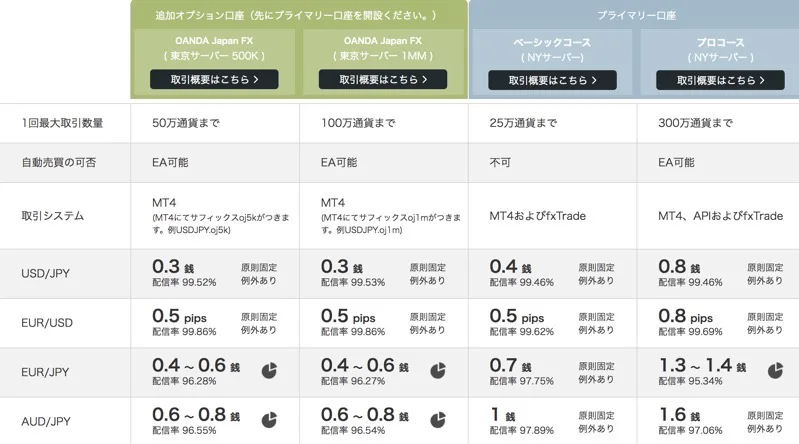 追加オプション口座（先にプライマリー口座を開設ください。）
プライマリー口座
OANDA Japan FX
( 東京サーバー 500K )
取引概要はこちら >
OANDA Japan FX
( 東京サーバー 1MM )
取引概要はこちら >
ベーシックコース
( NYサーバー)
取引概要はこちら >
プロコース
( NYサーバー )
取引概要はこちら >
1回最大取引数量 50万通貨まで 100万通貨まで 25万通貨まで 300万通貨まで
自動売買の可否 EA可能 EA可能 不可 EA可能
取引システム
MT4
(MT4にてサフィックスoj5kがつきま
す。例USDJPY.oj5k)
MT4
(MT4にてサフィックスoj1mがつきま
す。例USDJPY.oj1m)
MT4およびfxTrade
MT4、APIおよびfxTrade
USD/JPY
0.3 銭 原則固定
配信率 99.52% 例外あり
0.3 銭 原則固定
配信率 99.53% 例外あり
0.4 銭 原則固定
配信率 99.46% 例外あり
0.8 銭 原則固定
配信率 99.46% 例外あり
EUR/USD
0.5 pips 原則固定
配信率 99.86% 例外あり
0.5 pips 原則固定
配信率 99.86% 例外あり
0.5 pips 原則固定
配信率 99.62% 例外あり
0.8 pips 原則固定
配信率 99.69% 例外あり
EUR/JPY
0.4 ～ 0.6 銭
配信率 96.28%
0.4 ～ 0.6 銭
配信率 96.27%
0.7 銭 原則固定
配信率 97.75% 例外あり
1.3 ～ 1.4 銭
配信率 95.34%
AUD/JPY
0.6 ～ 0.8 銭
配信率 96.55%
0.6 ～ 0.8 銭
配信率 96.54%
1 銭 原則固定
配信率 97.89% 例外あり
1.6 銭 原則固定
配信率 97.06% 例外あり